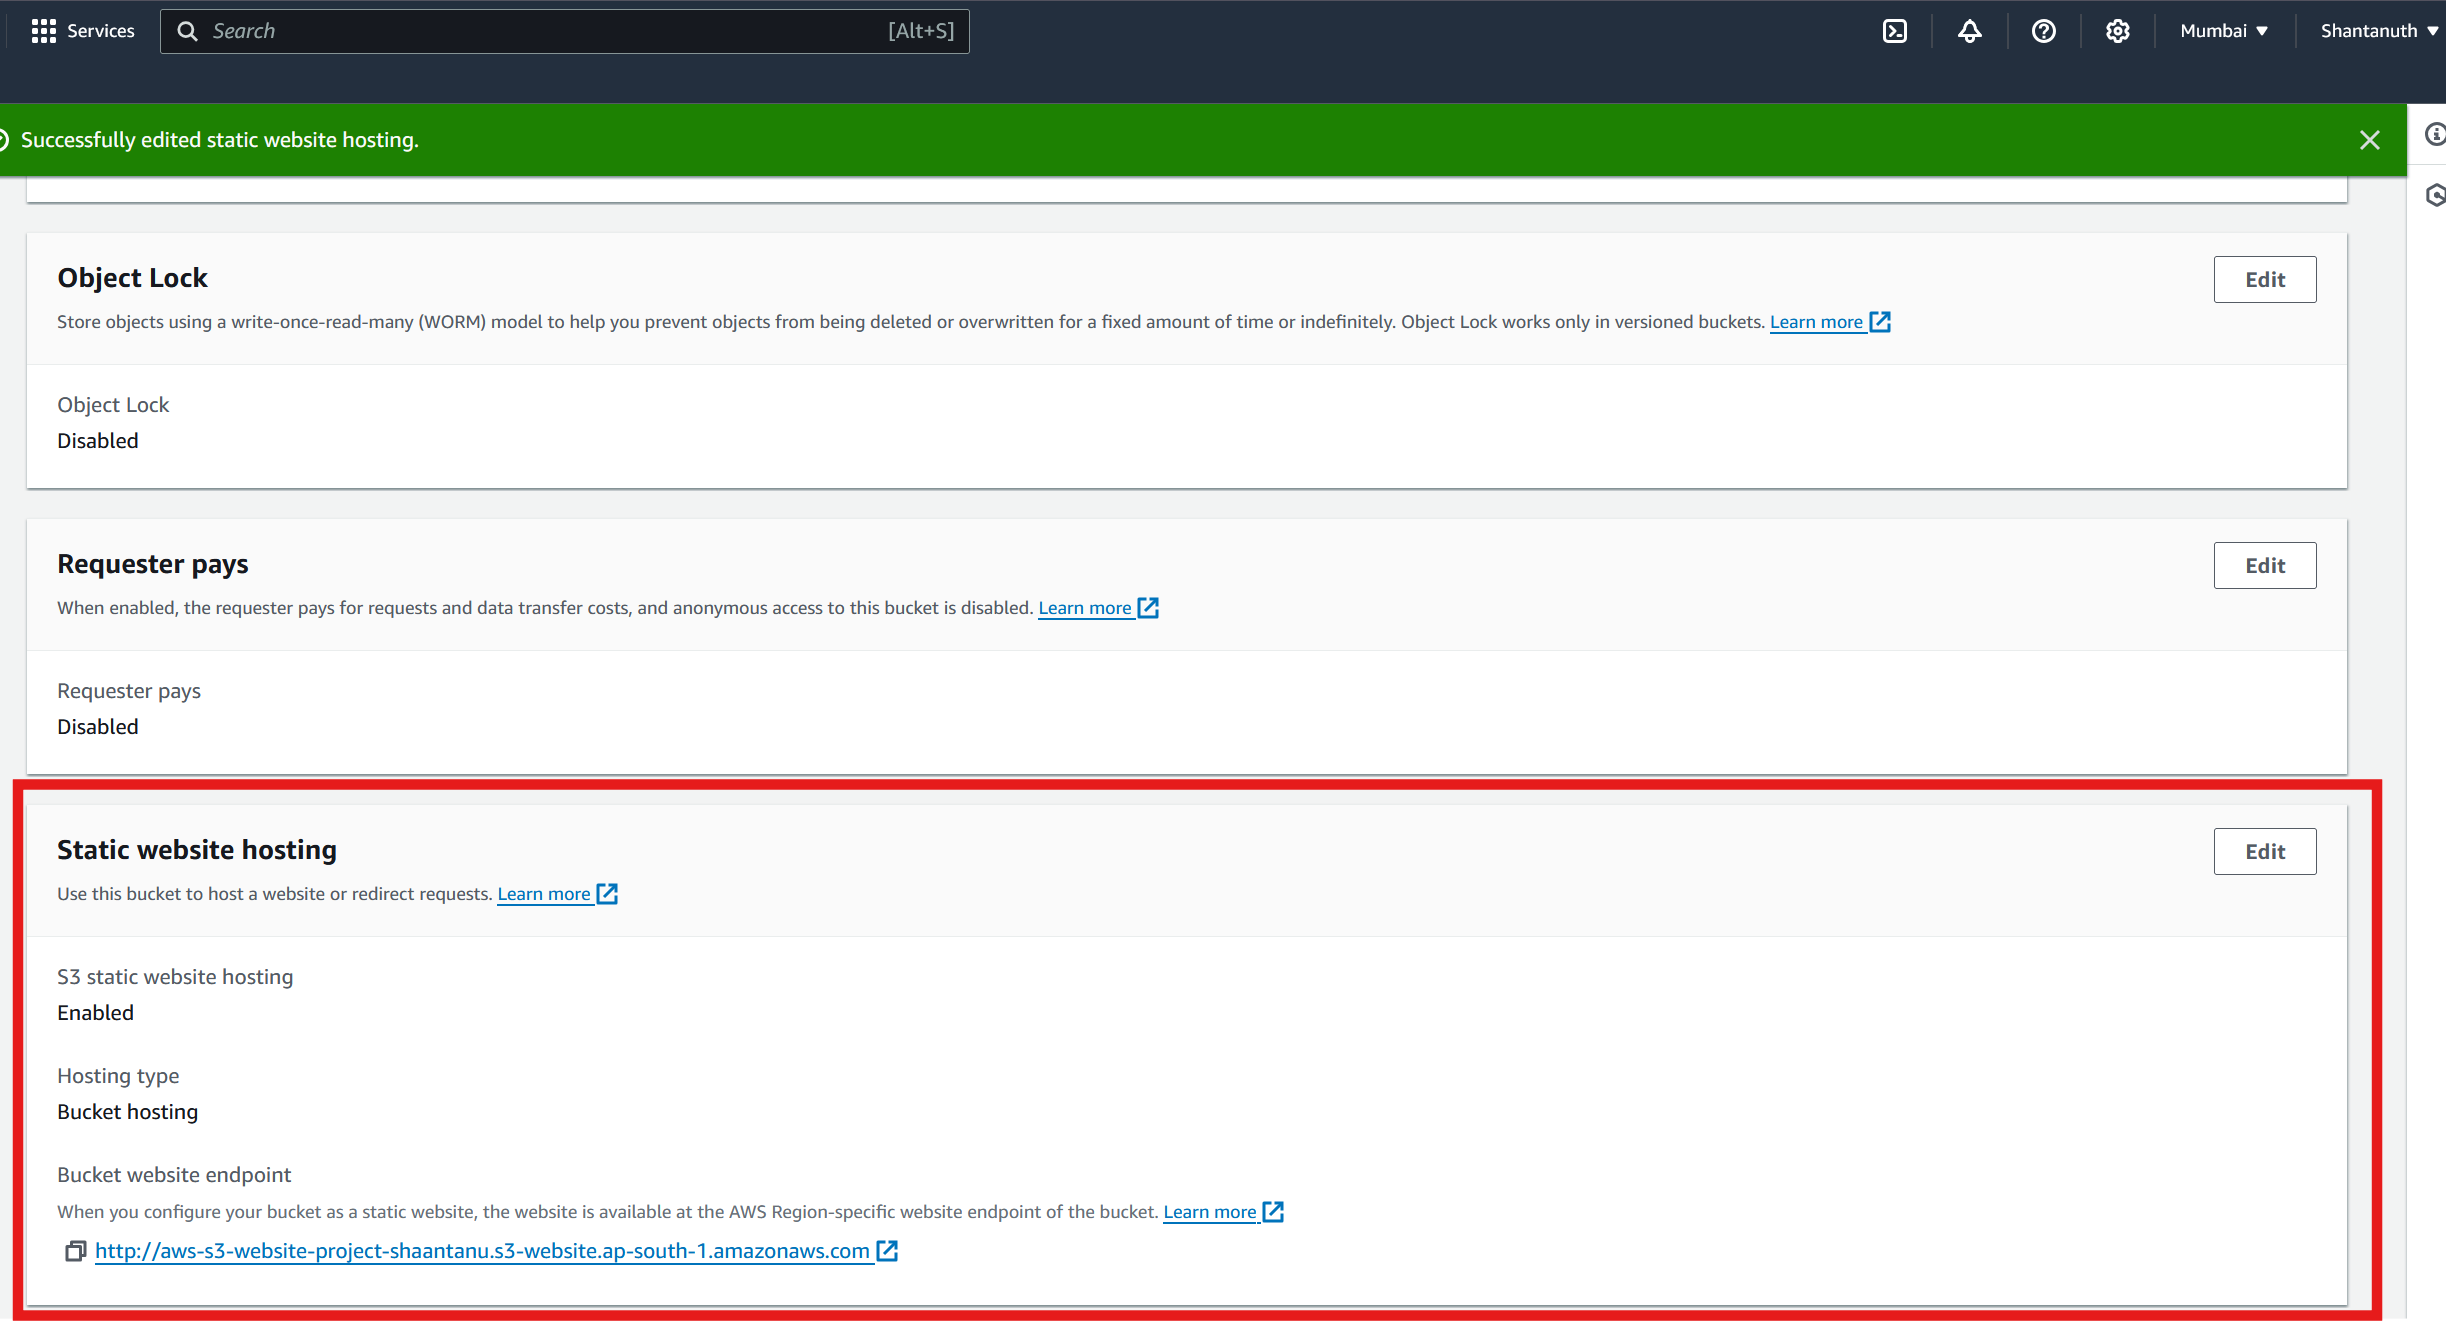 Services
Search [Alt+S]
Mumbai
Shantanuth
Successfully edited static website hosting.
Object Lock
Edit
Store objects using a write-once-read-many (WORM) model to help you prevent objects from being deleted or overwritten for a fixed amount of time or indefinitely. Object Lock works only in versioned buckets. Learn more
Object Lock
Disabled
Requester pays
Edit
When enabled, the requester pays for requests and data transfer costs, and anonymous access to this bucket is disabled. Learn more
Requester pays
Disabled
Static website hosting
Edit
Use this bucket to host a website or redirect requests. Learn more
S3 static website hosting
Enabled
Hosting type
Bucket hosting
Bucket website endpoint
When you configure your bucket as a static website, the website is available at the AWS Region-specific website endpoint of the bucket. Learn more
http://aws-s3-website-project-shaantanu.s3-website.ap-south-1.amazonaws.com